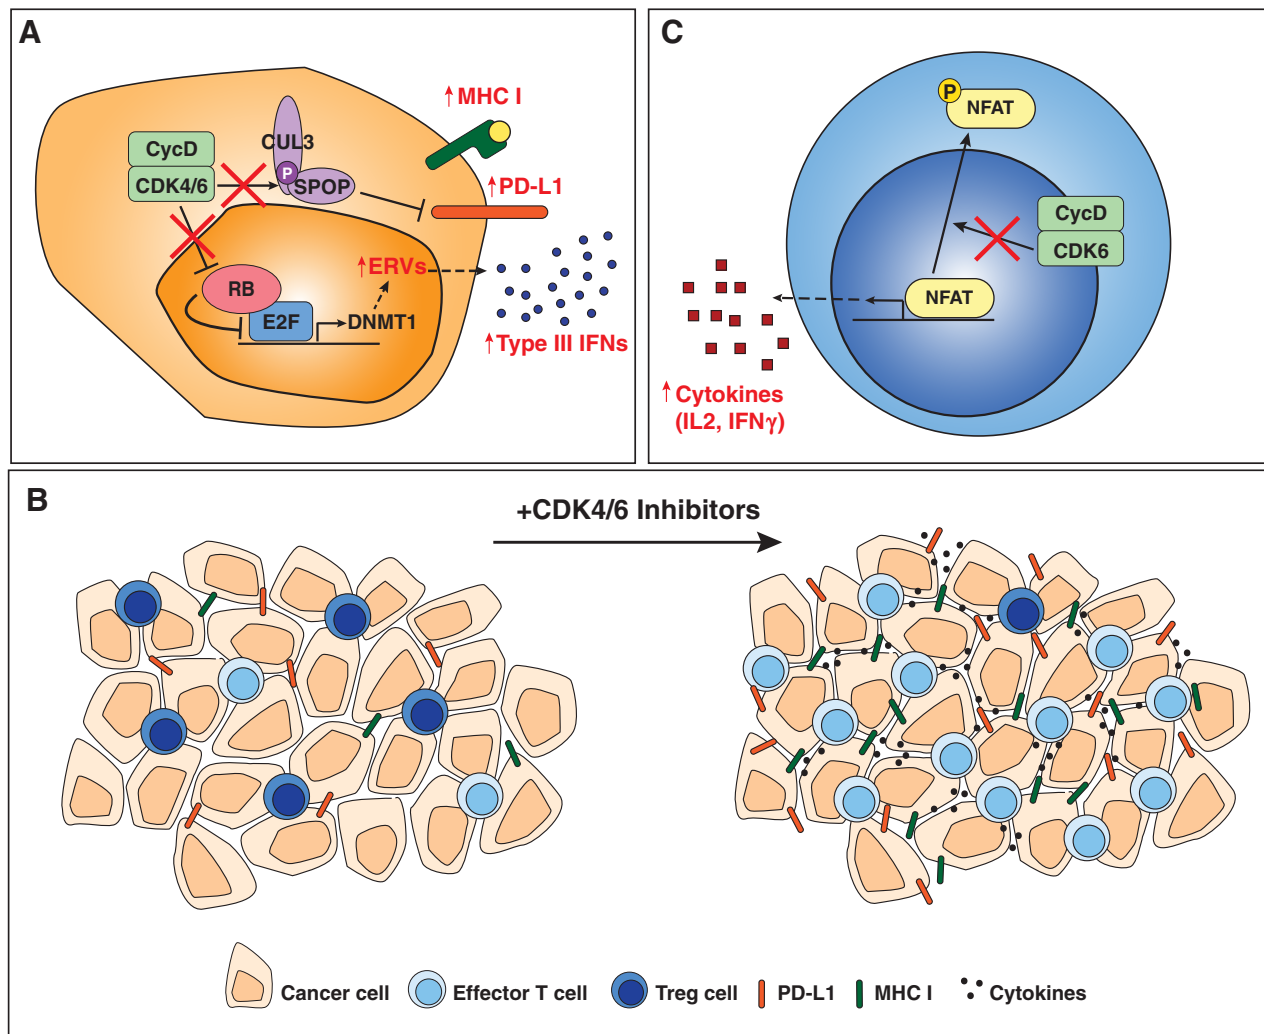 A
↑MHC I
CUL3
CycD
CDK4/6
P
SPOP
↑PD-L1
↑ERVs
RB
E2F
DNMT1
↑Type III IFNs
C
P
NFAT
CycD
CDK6
NFAT
↑Cytokines
(IL2, IFNγ)
B
+CDK4/6 Inhibitors
Cancer cell
Effector T cell
Treg cell
PD-L1
MHC I
Cytokines